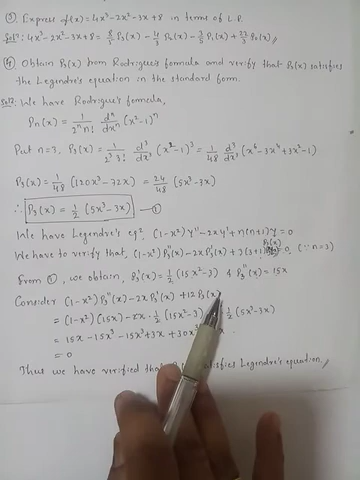 ③. Express f(x) = 4x³-2x²-3x+8 in terms of L.P.
Solⁿ: 4x³-2x²-3x+8 = 8/5 P₃(x) - 4/3 P₂(x) - 3/5 P₁(x) + 22/3 P₀(x)
④ Obtain P₃(x) from Rodrigue's formula and verify that P₃(x) satisfies
the Legendre's equation in the standard form.
Solⁿ: We have Rodrigue's formula,
Pn(x) = 1/(2ⁿ n!) dⁿ/dxⁿ (x²-1)ⁿ
Put n=3, P₃(x) = 1/(2³ 3!) d³/dx³ (x²-1)³ = 1/48 d³/dx³ (x⁶-3x⁴+3x²-1)
P₃(x) = 1/48 (120x³-72x) = 24/48 (5x³-3x)
∴ P₃(x) = 1/2 (5x³-3x) - ①
We have Legendre's eqⁿ, (1-x²) y'' - 2xy' + n(n+1) y = 0
We have to verify that, (1-x²) P₃''(x) - 2x P₃'(x) + 3(3+1) P₃(x) = 0, (∵ n=3)
From ①, we obtain, P₃'(x) = 1/2 (15x²-3) & P₃''(x) = 15x
Consider (1-x²) P₃''(x) - 2x P₃'(x) + 12 P₃(x)
= (1-x²) (15x) - 2x · 1/2 (15x²-3) 1/2 (5x³-3x)
= 15x - 15x³ - 15x³ + 3x + 30x
= 0
Thus we have verified that satisfies Legendre's equation